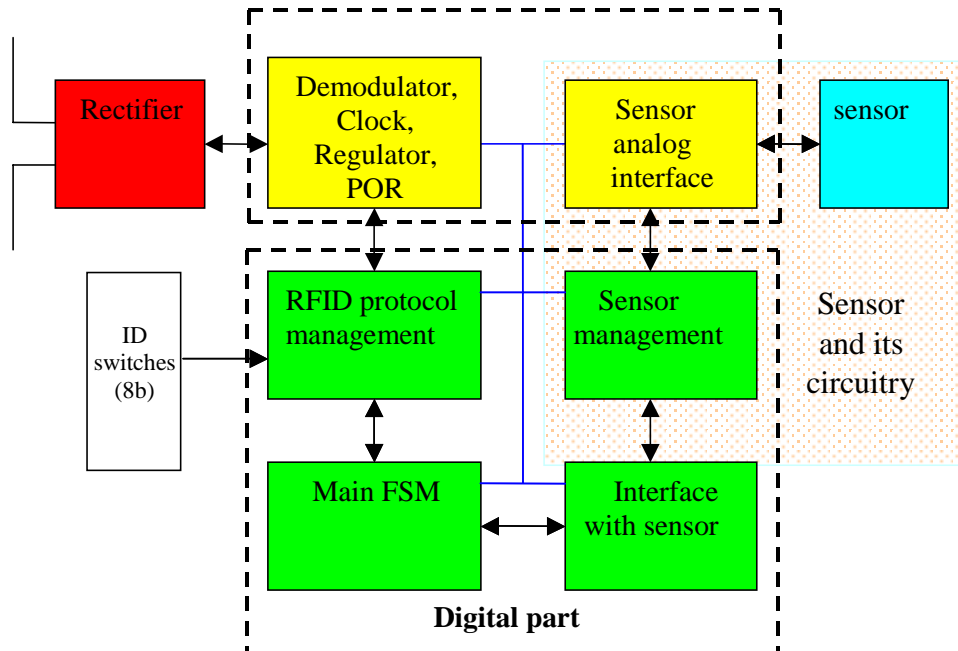 Rectifier
Demodulator,
Clock,
Regulator,
POR
Sensor
analog
interface
sensor
ID
switches
(8b)
RFID protocol
management
Sensor
management
Sensor
and its
circuitry
Main FSM
Interface
with sensor
Digital part